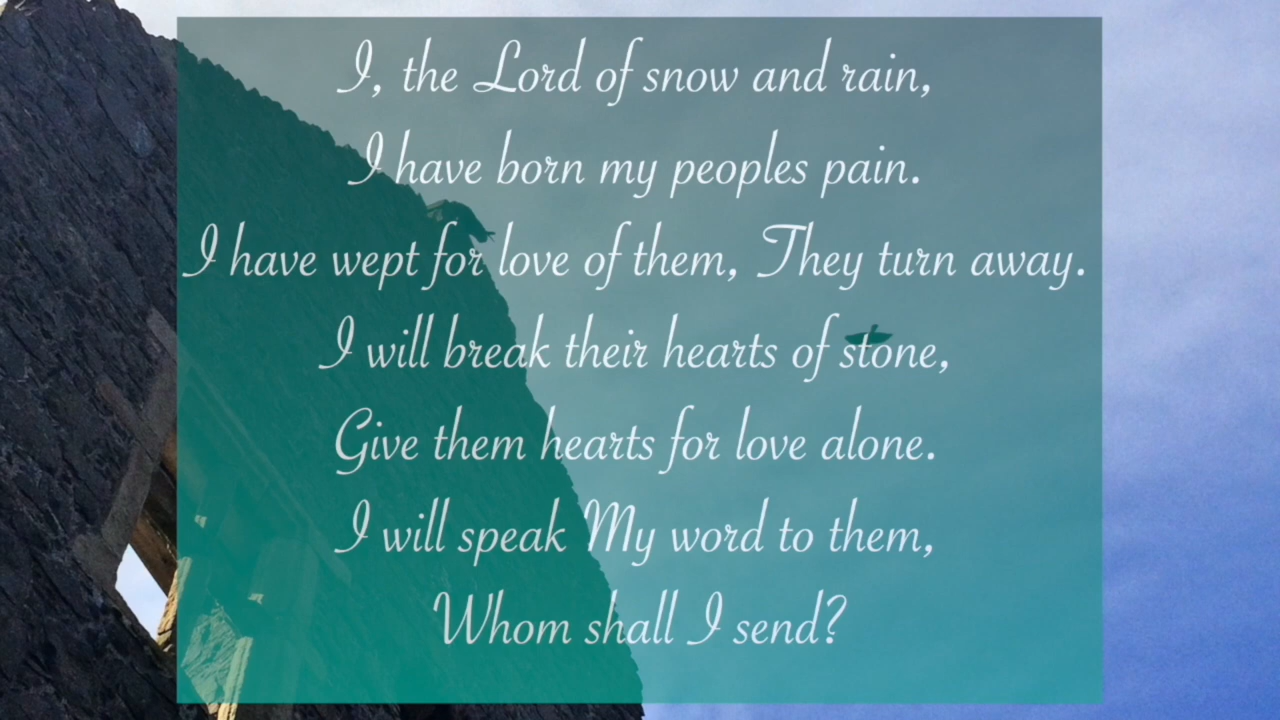 I, the Lord of snow and rain,
I have born my peoples pain.
I have wept for love of them, They turn away.
I will break their hearts of stone,
Give them hearts for love alone.
I will speak My word to them,
Whom shall I send?